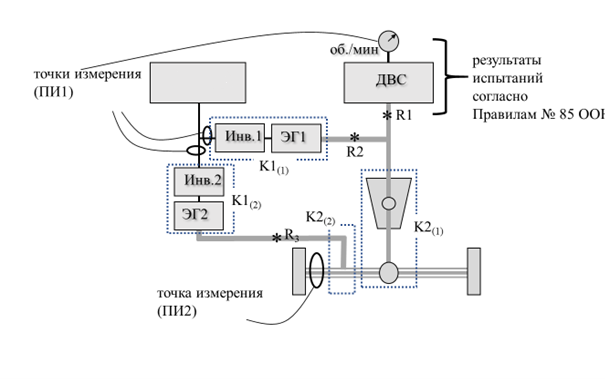 об./мин
точки измерения
(ПИ1)
ДВС
результаты
испытаний
согласно
Правилам № 85 ООН
* R1
Инв.1
ЭГ1
*
R2
K1(1)
Инв.2
ЭГ2
K1(2)
K2(2)
K2(1)
* R3
точка измерения
(ПИ2)